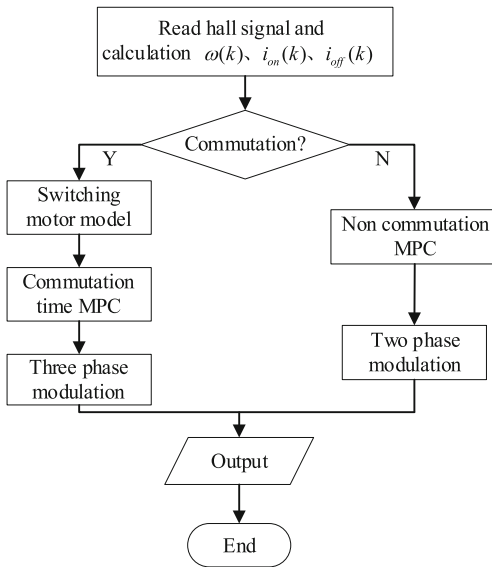 Read hall signal and
calculation ω(k)、i_on(k)、i_off(k)
Commutation?
Y
N
Switching
motor model
Non commutation
MPC
Commutation
time MPC
Three phase
modulation
Two phase
modulation
Output
End